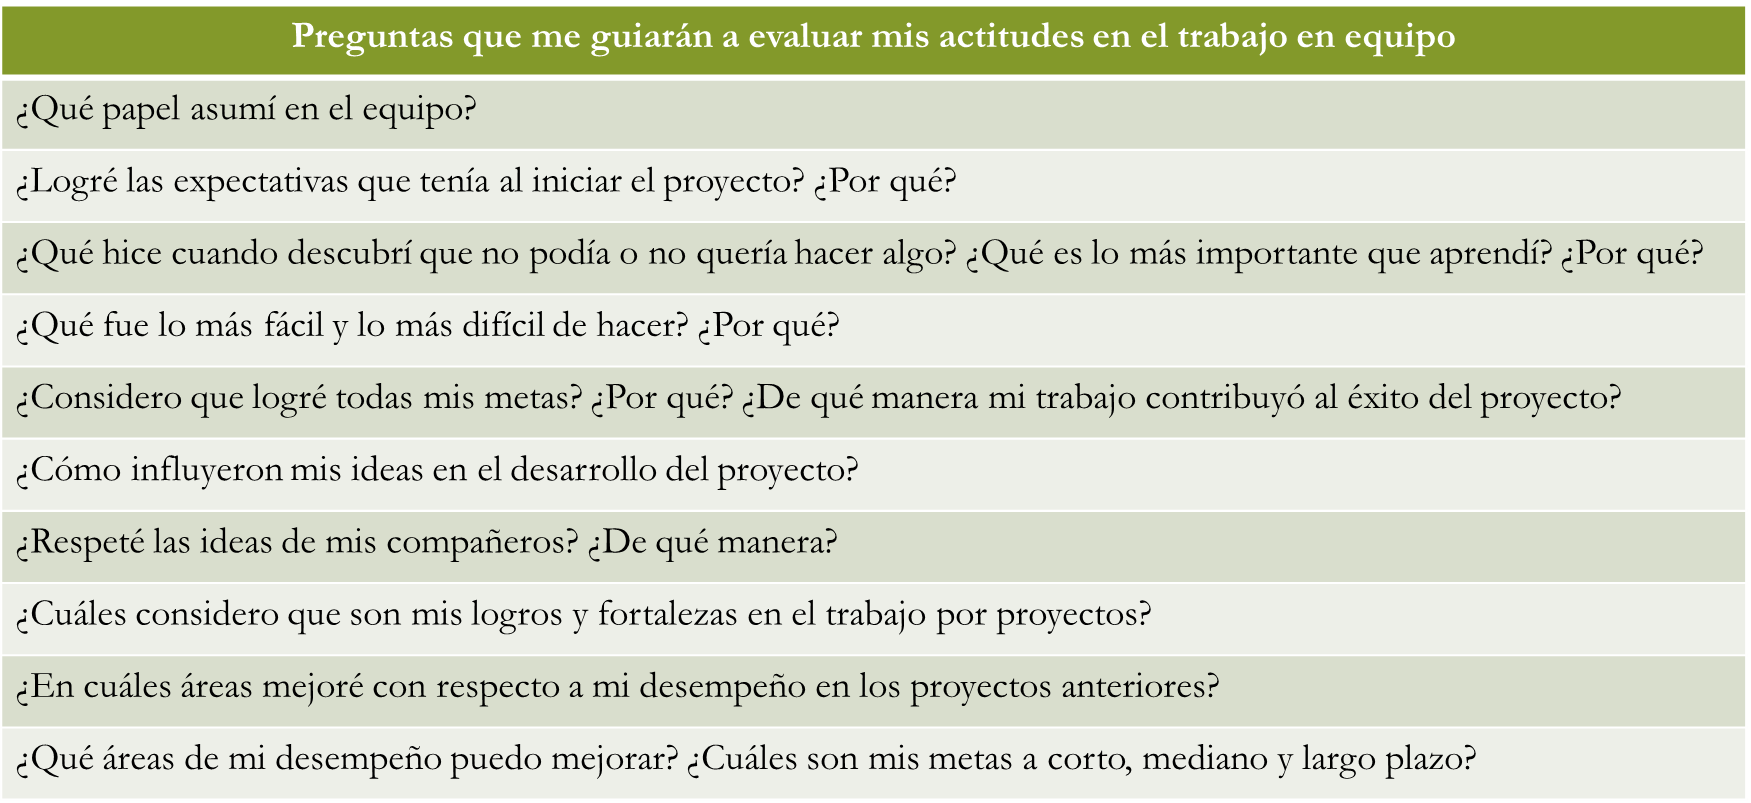 Preguntas que me guiarán a evaluar mis actitudes en el trabajo en equipo
¿Qué papel asumí en el equipo?
¿Logré las expectativas que tenía al iniciar el proyecto? ¿Por qué?
¿Qué hice cuando descubrí que no podía o no quería hacer algo? ¿Qué es lo más importante que aprendí? ¿Por qué?
¿Qué fue lo más fácil y lo más difícil de hacer? ¿Por qué?
¿Considero que logré todas mis metas? ¿Por qué? ¿De qué manera mi trabajo contribuyó al éxito del proyecto?
¿Cómo influyeron mis ideas en el desarrollo del proyecto?
¿Respeté las ideas de mis compañeros? ¿De qué manera?
¿Cuáles considero que son mis logros y fortalezas en el trabajo por proyectos?
¿En cuáles áreas mejoré con respecto a mi desempeño en los proyectos anteriores?
¿Qué áreas de mi desempeño puedo mejorar? ¿Cuáles son mis metas a corto, mediano y largo plazo?